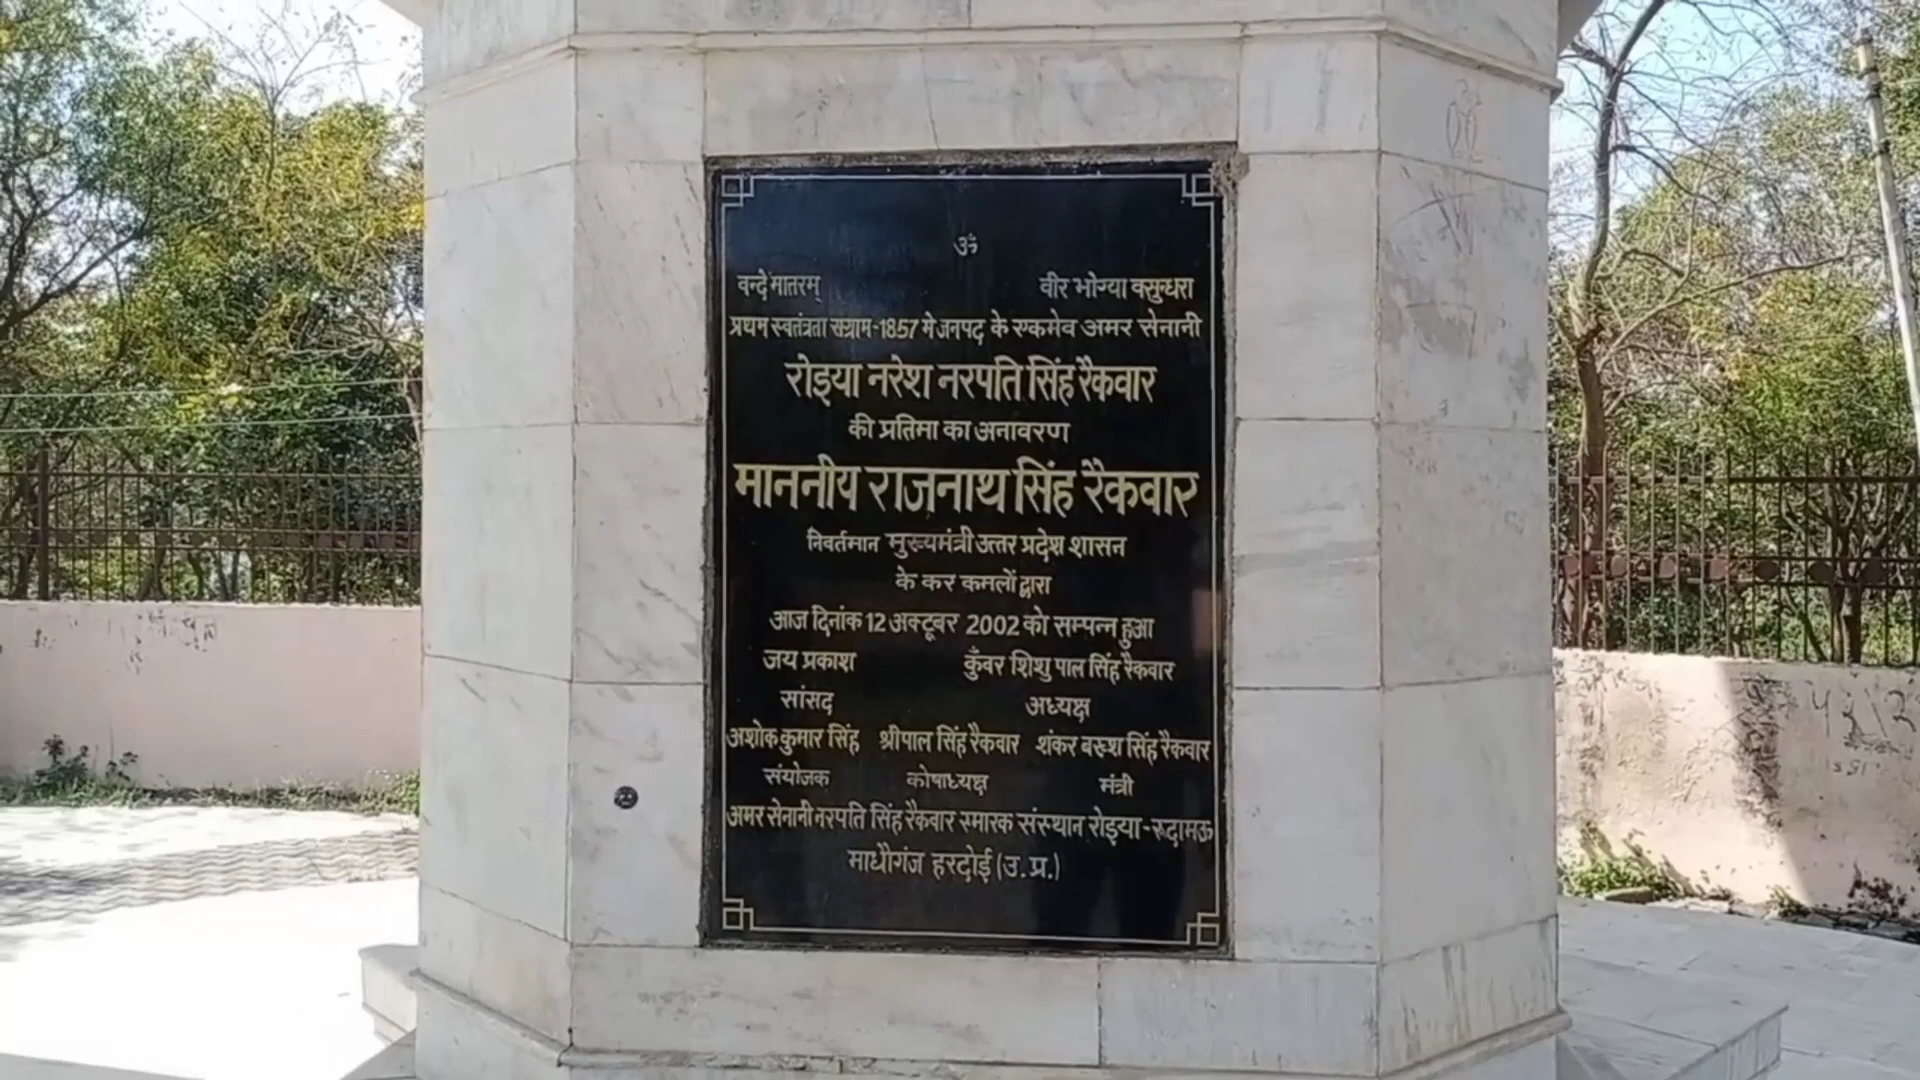 ॐ
वन्दे मातरम् वीर भोग्या वसुन्धरा
प्रथम स्वतंत्रता संग्राम-1857 मे जनपद के एकमेव अमर सेनानी
रोइया नरेश नरपति सिंह रैकवार
की प्रतिमा का अनावरण
माननीय राजनाथ सिंह रैकवार
निवर्तमान मुख्यमंत्री उत्तर प्रदेश शासन
के कर कमलों द्वारा
आज दिनांक 12 अक्टूबर 2002 को सम्पन्न हुआ
जय प्रकाश कुँवर शिशु पाल सिंह रैकवार
सांसद अध्यक्ष
अशोक कुमार सिंह श्रीपाल सिंह रैकवार शंकर बख्श सिंह रैकवार
संयोजक कोषाध्यक्ष मंत्री
अमर सेनानी नरपति सिंह रैकवार स्मारक संस्थान रोइया-रूदामऊ
माधौगंज हरदोई (उ.प्र.)